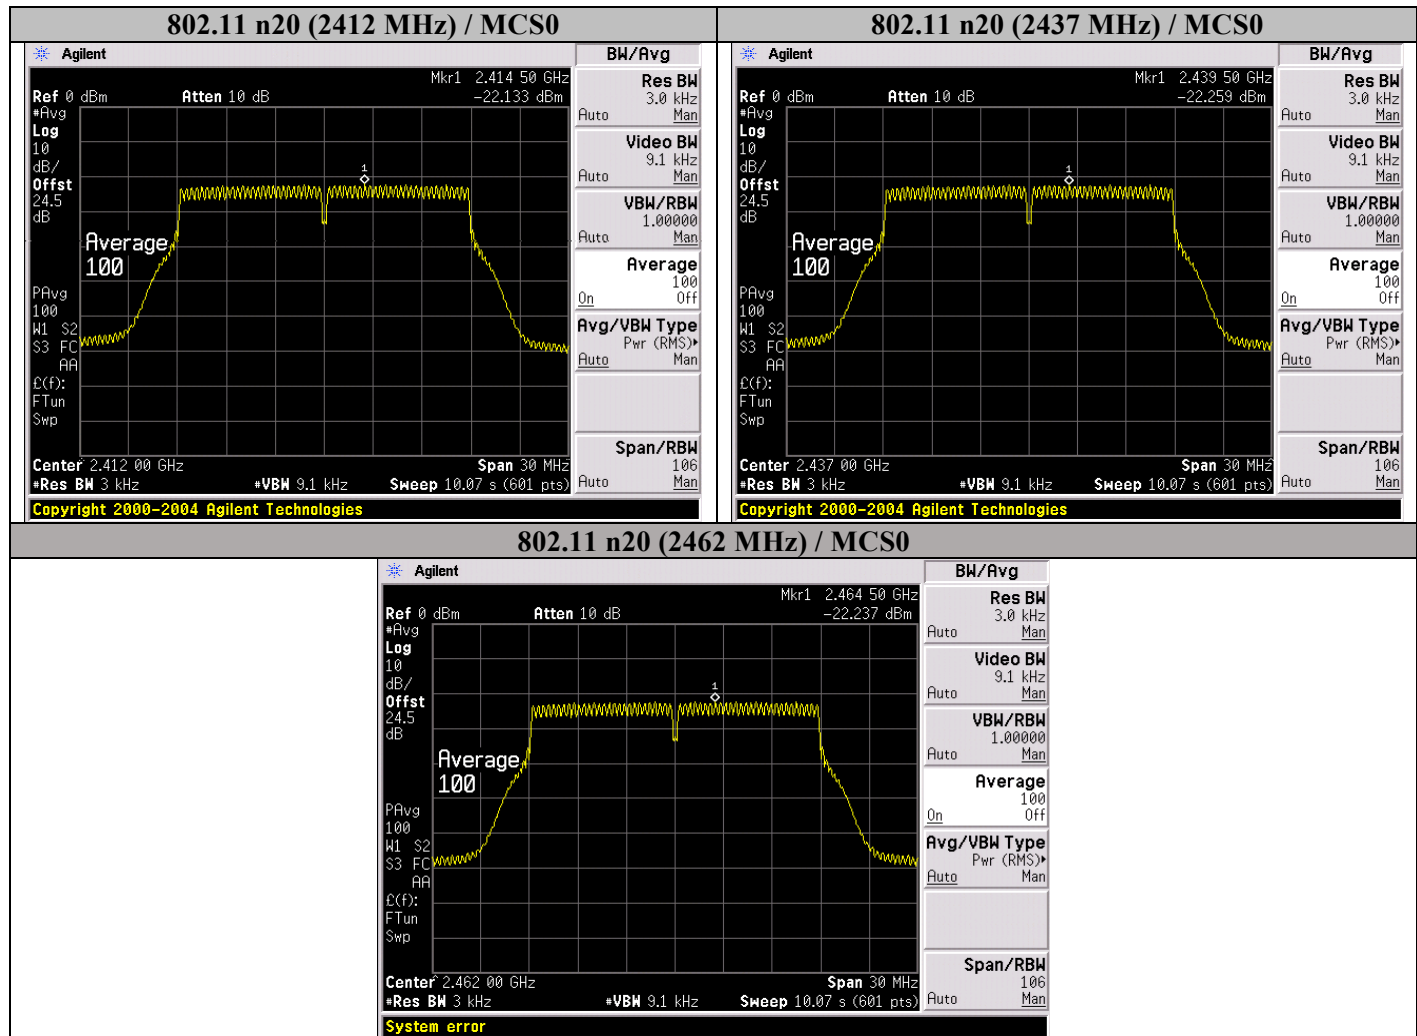 802.11 n20 (2412 MHz) / MCS0
Agilent
BW/Avg
Mkr1 2.414 50 GHz
Ref 0 dBm Atten 10 dB -22.133 dBm
#Avg
Log
10
dB/
Offst
24.5
dB
1
Average
100
PAvg
100
W1 S2
S3 FC
AA
£(f):
FTun
Swp
Center 2.412 00 GHz Span 30 MHz
#Res BW 3 kHz #VBW 9.1 kHz Sweep 10.07 s (601 pts)
Copyright 2000-2004 Agilent Technologies
Res BW
3.0 kHz
Auto Man
Video BW
9.1 kHz
Auto Man
VBW/RBW
1.00000
Auto Man
Average
100
On Off
Avg/VBW Type
Pwr (RMS)▸
Auto Man
Span/RBW
106
Auto Man
802.11 n20 (2437 MHz) / MCS0
Agilent
BW/Avg
Mkr1 2.439 50 GHz
Ref 0 dBm Atten 10 dB -22.259 dBm
#Avg
Log
10
dB/
Offst
24.5
dB
1
Average
100
PAvg
100
W1 S2
S3 FC
AA
£(f):
FTun
Swp
Center 2.437 00 GHz Span 30 MHz
#Res BW 3 kHz #VBW 9.1 kHz Sweep 10.07 s (601 pts)
Copyright 2000-2004 Agilent Technologies
Res BW
3.0 kHz
Auto Man
Video BW
9.1 kHz
Auto Man
VBW/RBW
1.00000
Auto Man
Average
100
On Off
Avg/VBW Type
Pwr (RMS)▸
Auto Man
Span/RBW
106
Auto Man
802.11 n20 (2462 MHz) / MCS0
Agilent
BW/Avg
Mkr1 2.464 50 GHz
Ref 0 dBm Atten 10 dB -22.237 dBm
#Avg
Log
10
dB/
Offst
24.5
dB
1
Average
100
PAvg
100
W1 S2
S3 FC
AA
£(f):
FTun
Swp
Center 2.462 00 GHz Span 30 MHz
#Res BW 3 kHz #VBW 9.1 kHz Sweep 10.07 s (601 pts)
System error
Res BW
3.0 kHz
Auto Man
Video BW
9.1 kHz
Auto Man
VBW/RBW
1.00000
Auto Man
Average
100
On Off
Avg/VBW Type
Pwr (RMS)▸
Auto Man
Span/RBW
106
Auto Man